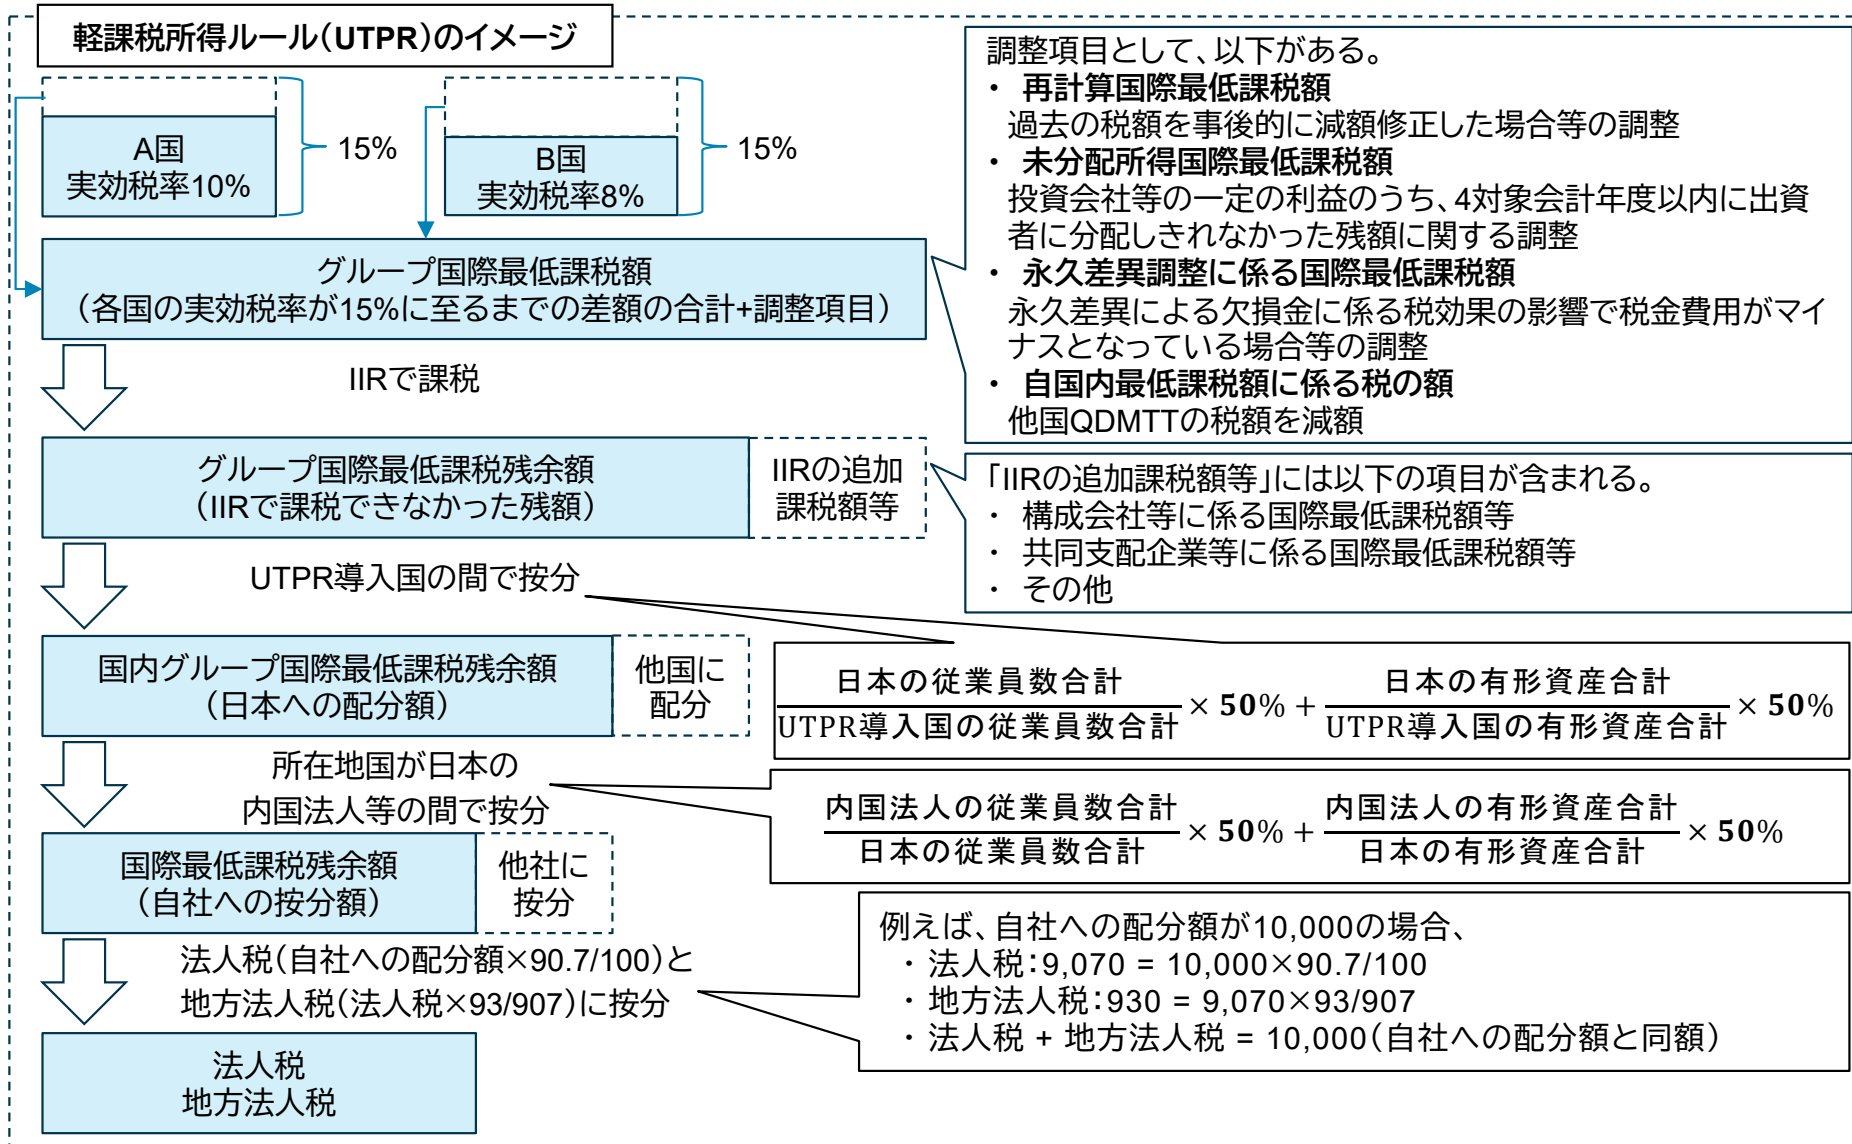 軽課税所得ルール（UTPR）のイメージ
A国
実効税率10%
15%
B国
実効税率8%
15%
グループ国際最低課税額
（各国の実効税率が15%に至るまでの差額の合計+調整項目）
調整項目として、以下がある。
・ 再計算国際最低課税額
過去の税額を事後的に減額修正した場合等の調整
・ 未分配所得国際最低課税額
投資会社等の一定の利益のうち、4対象会計年度以内に出資
者に分配しきれなかった残額に関する調整
・ 永久差異調整に係る国際最低課税額
永久差異による欠損金に係る税効果の影響で税金費用がマイ
ナスとなっている場合等の調整
・ 自国内最低課税額に係る税の額
他国QDMTTの税額を減額
IIRで課税
グループ国際最低課税残余額
（IIRで課税できなかった残額）
IIRの追加
課税額等
「IIRの追加課税額等」には以下の項目が含まれる。
・ 構成会社等に係る国際最低課税額等
・ 共同支配企業等に係る国際最低課税額等
・ その他
UTPR導入国の間で按分
国内グループ国際最低課税残余額
（日本への配分額）
他国に
配分
日本の従業員数合計 日本の有形資産合計
× 50% + × 50%
UTPR導入国の従業員数合計 UTPR導入国の有形資産合計
所在地国が日本の
内国法人等の間で按分
内国法人の従業員数合計 内国法人の有形資産合計
× 50% + × 50%
日本の従業員数合計 日本の有形資産合計
国際最低課税残余額
（自社への按分額）
他社に
按分
法人税（自社への配分額×90.7/100）と
地方法人税（法人税×93/907）に按分
例えば、自社への配分額が10,000の場合、
・法人税：9,070 = 10,000×90.7/100
・地方法人税：930 = 9,070×93/907
・法人税 + 地方法人税 = 10,000（自社への配分額と同額）
法人税
地方法人税